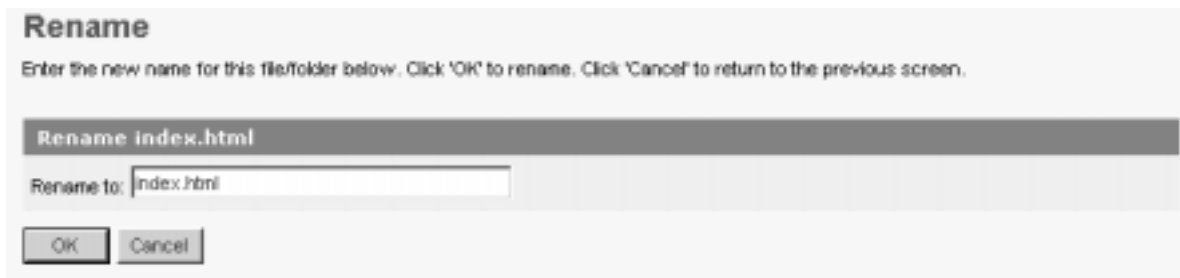 Rename
Enter the new name for this file/folder below. Click 'OK' to rename. Click 'Cancel' to return to the previous screen.
Rename index.html
Rename to: index.html
OK Cancel